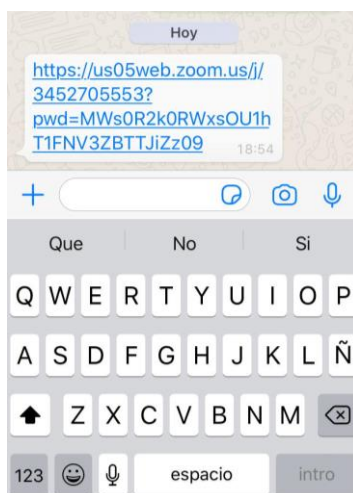 Hoy
https://us05web.zoom.us/j/
3452705553?
pwd=MWs0R2k0RWxsOU1h
T1FNV3ZBTTJiZz09
18:54
Que No Si
Q W E R T Y U I O P
A S D F G H J K L Ñ
Z X C V B N M
123 espacio intro